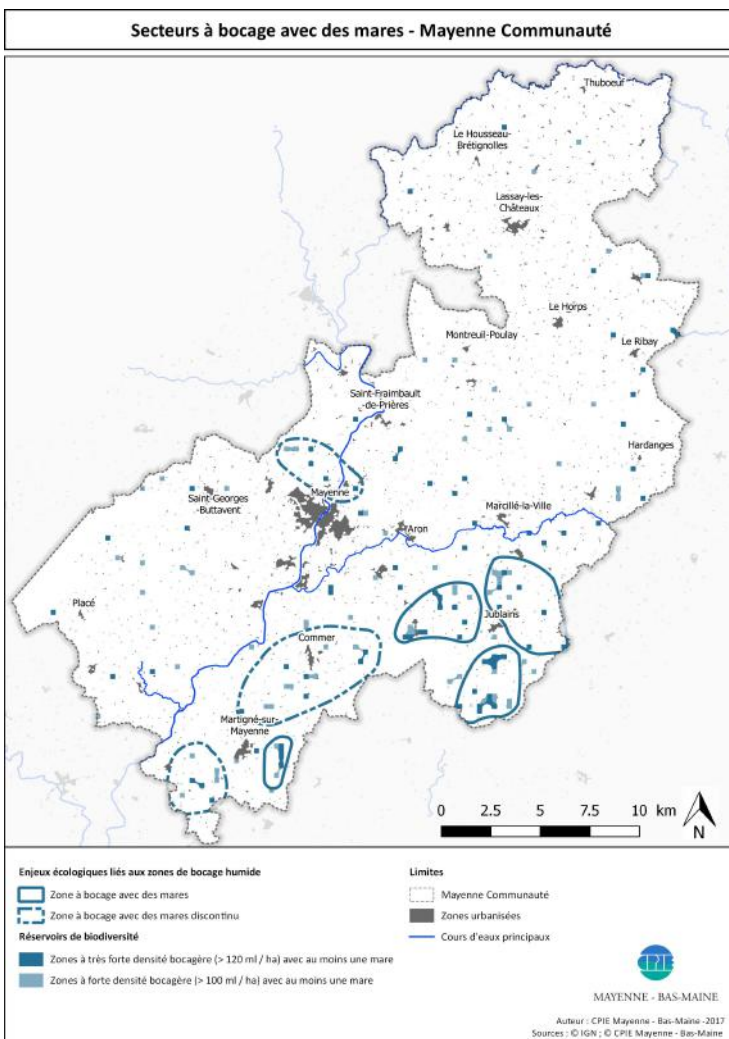 Secteurs à bocage avec des mares - Mayenne Communauté
Thuboeuf
Le Housseau-
Brétignolles
Lassay-les-
Châteaux
Le Horps
Montreuil-Poulay
Le Ribay
Saint-Fraimbault
-de-Prières
Hardanges
Saint-Georges
-Buttavent
Mayenne
Marcillé-la-Ville
Aron
Placé
Jublains
Commer
Martigné-sur-
Mayenne
0 2.5 5 7.5 10 km
N
Enjeux écologiques liés aux zones de bocage humide
Zone à bocage avec des mares
Zone à bocage avec des mares discontinu
Réservoirs de biodiversité
Zones à très forte densité bocagère (> 120 ml / ha) avec au moins une mare
Zones à forte densité bocagère (> 100 ml / ha) avec au moins une mare
Limites
Mayenne Communauté
Zones urbanisées
Cours d'eaux principaux
CPIE
MAYENNE - BAS-MAINE
Auteur : CPIE Mayenne - Bas-Maine -2017
Sources : © IGN ; © CPIE Mayenne - Bas-Maine